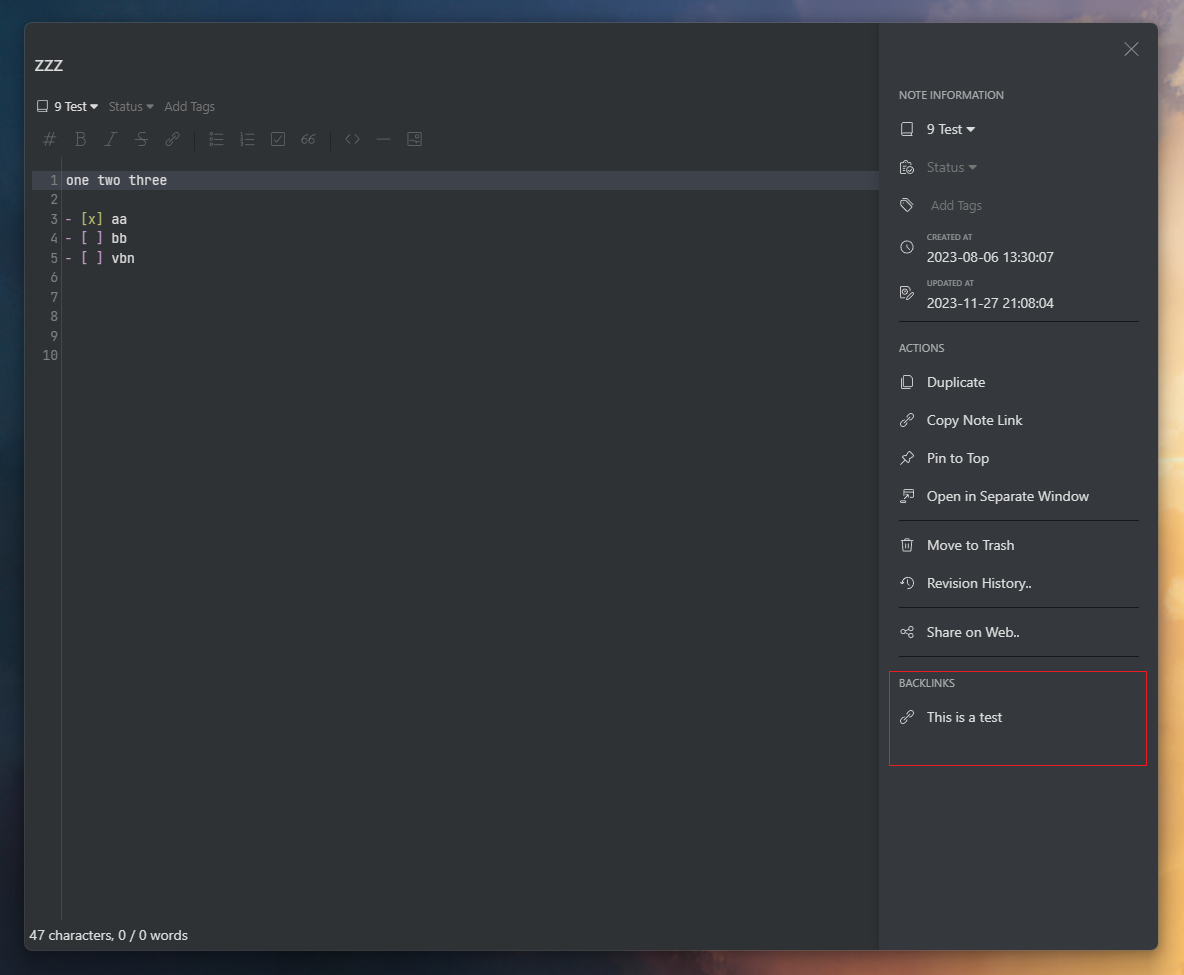 zzz
9 Test Status Add Tags
# B I S 66
1 one two three
2
3 - [x] aa
4 - [ ] bb
5 - [ ] vbn
6
7
8
9
10
47 characters, 0 / 0 words
NOTE INFORMATION
9 Test
Status
Add Tags
CREATED AT
2023-08-06 13:30:07
UPDATED AT
2023-11-27 21:08:04
ACTIONS
Duplicate
Copy Note Link
Pin to Top
Open in Separate Window
Move to Trash
Revision History..
Share on Web..
BACKLINKS
This is a test